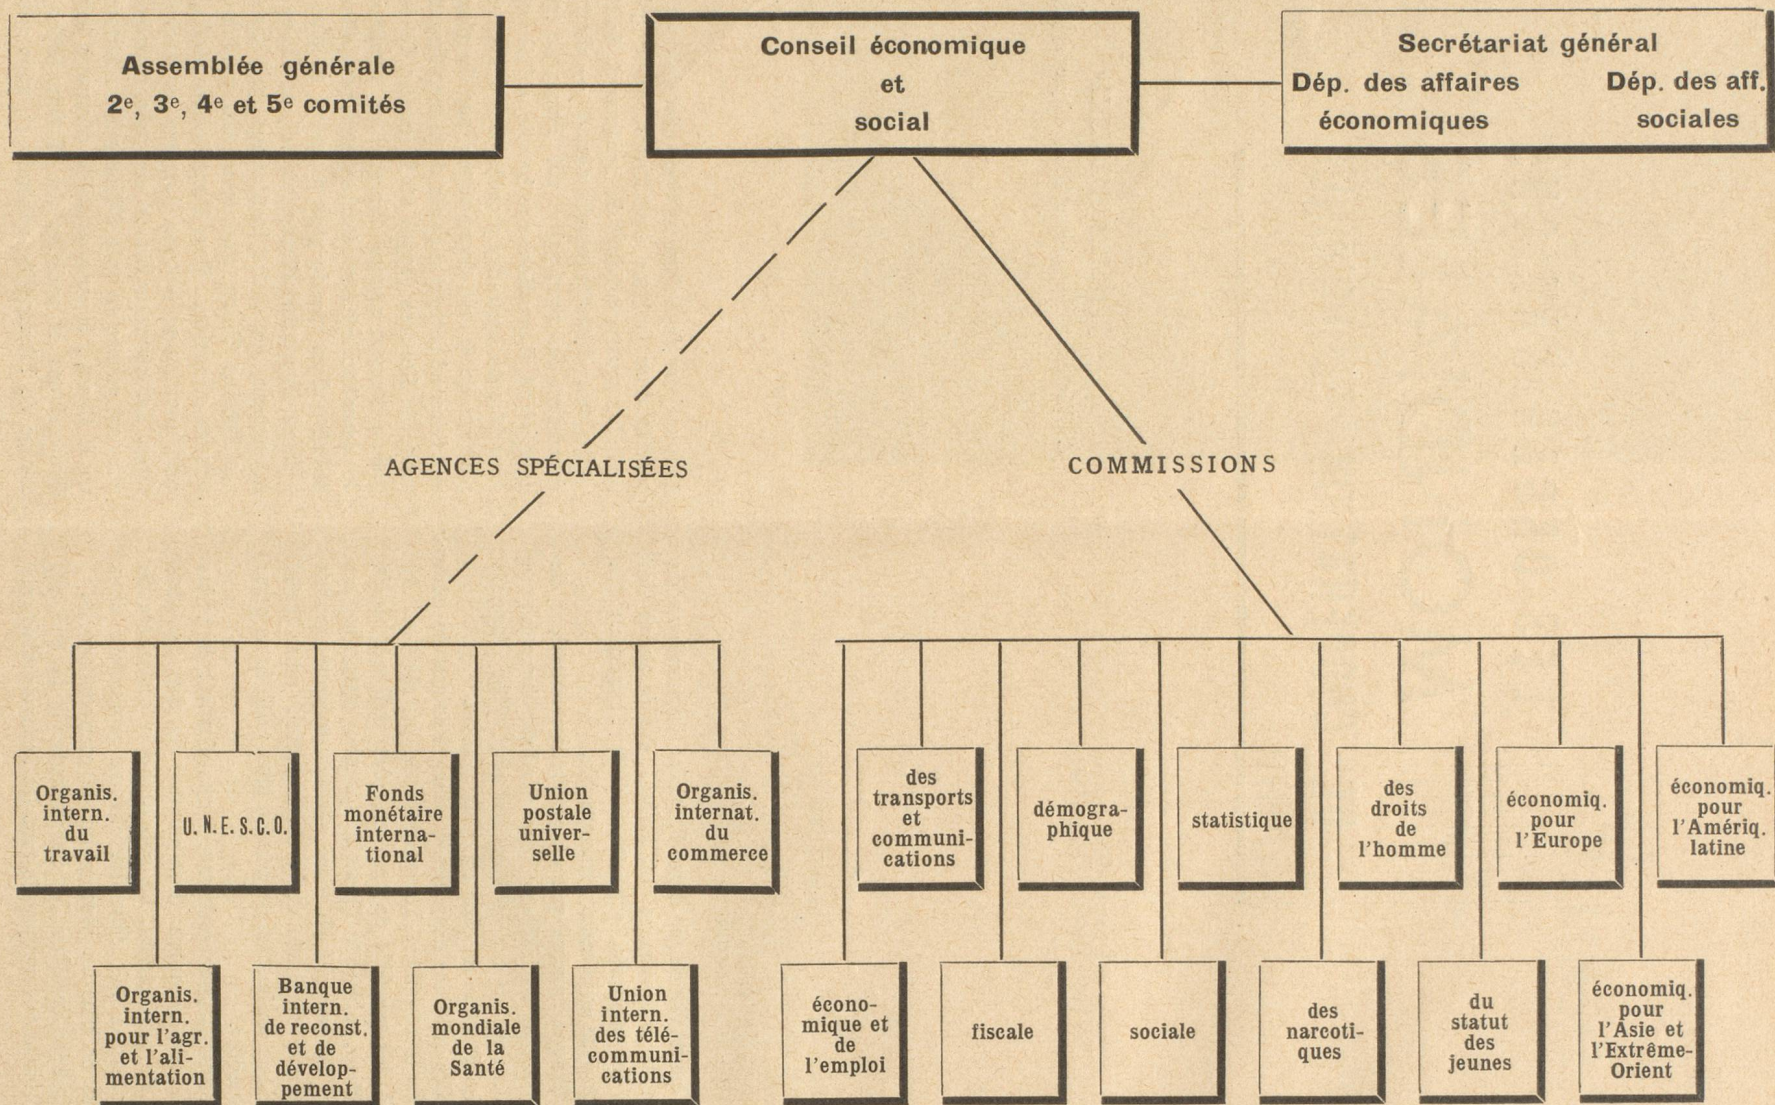 Assemblée générale
2e, 3e, 4e et 5e comités
Conseil économique
et
social
Secrétariat général
Dép. des affaires
économiques
Dép. des aff.
sociales
AGENCES SPÉCIALISÉES
COMMISSIONS
Organis.
intern.
du
travail
U. N. E. S. C. O.
Fonds
monétaire
interna-
tional
Union
postale
univer-
selle
Organis.
internat.
du
commerce
des
transports
et
communi-
cations
démogra-
phique
statistique
des
droits
de
l'homme
économiq.
pour
l'Europe
économiq.
pour
l'Amériq.
latine
Organis.
intern.
pour l'agr.
et l'ali-
mentation
Banque
intern.
de reconst.
et de
dévelop-
pement
Organis.
mondiale
de la
Santé
Union
intern.
des télé-
communi-
cations
écono-
mique et
de
l'emploi
fiscale
sociale
des
narcoti-
ques
du
statut
des
jeunes
économiq.
pour
l'Asie et
l'Extrême-
Orient